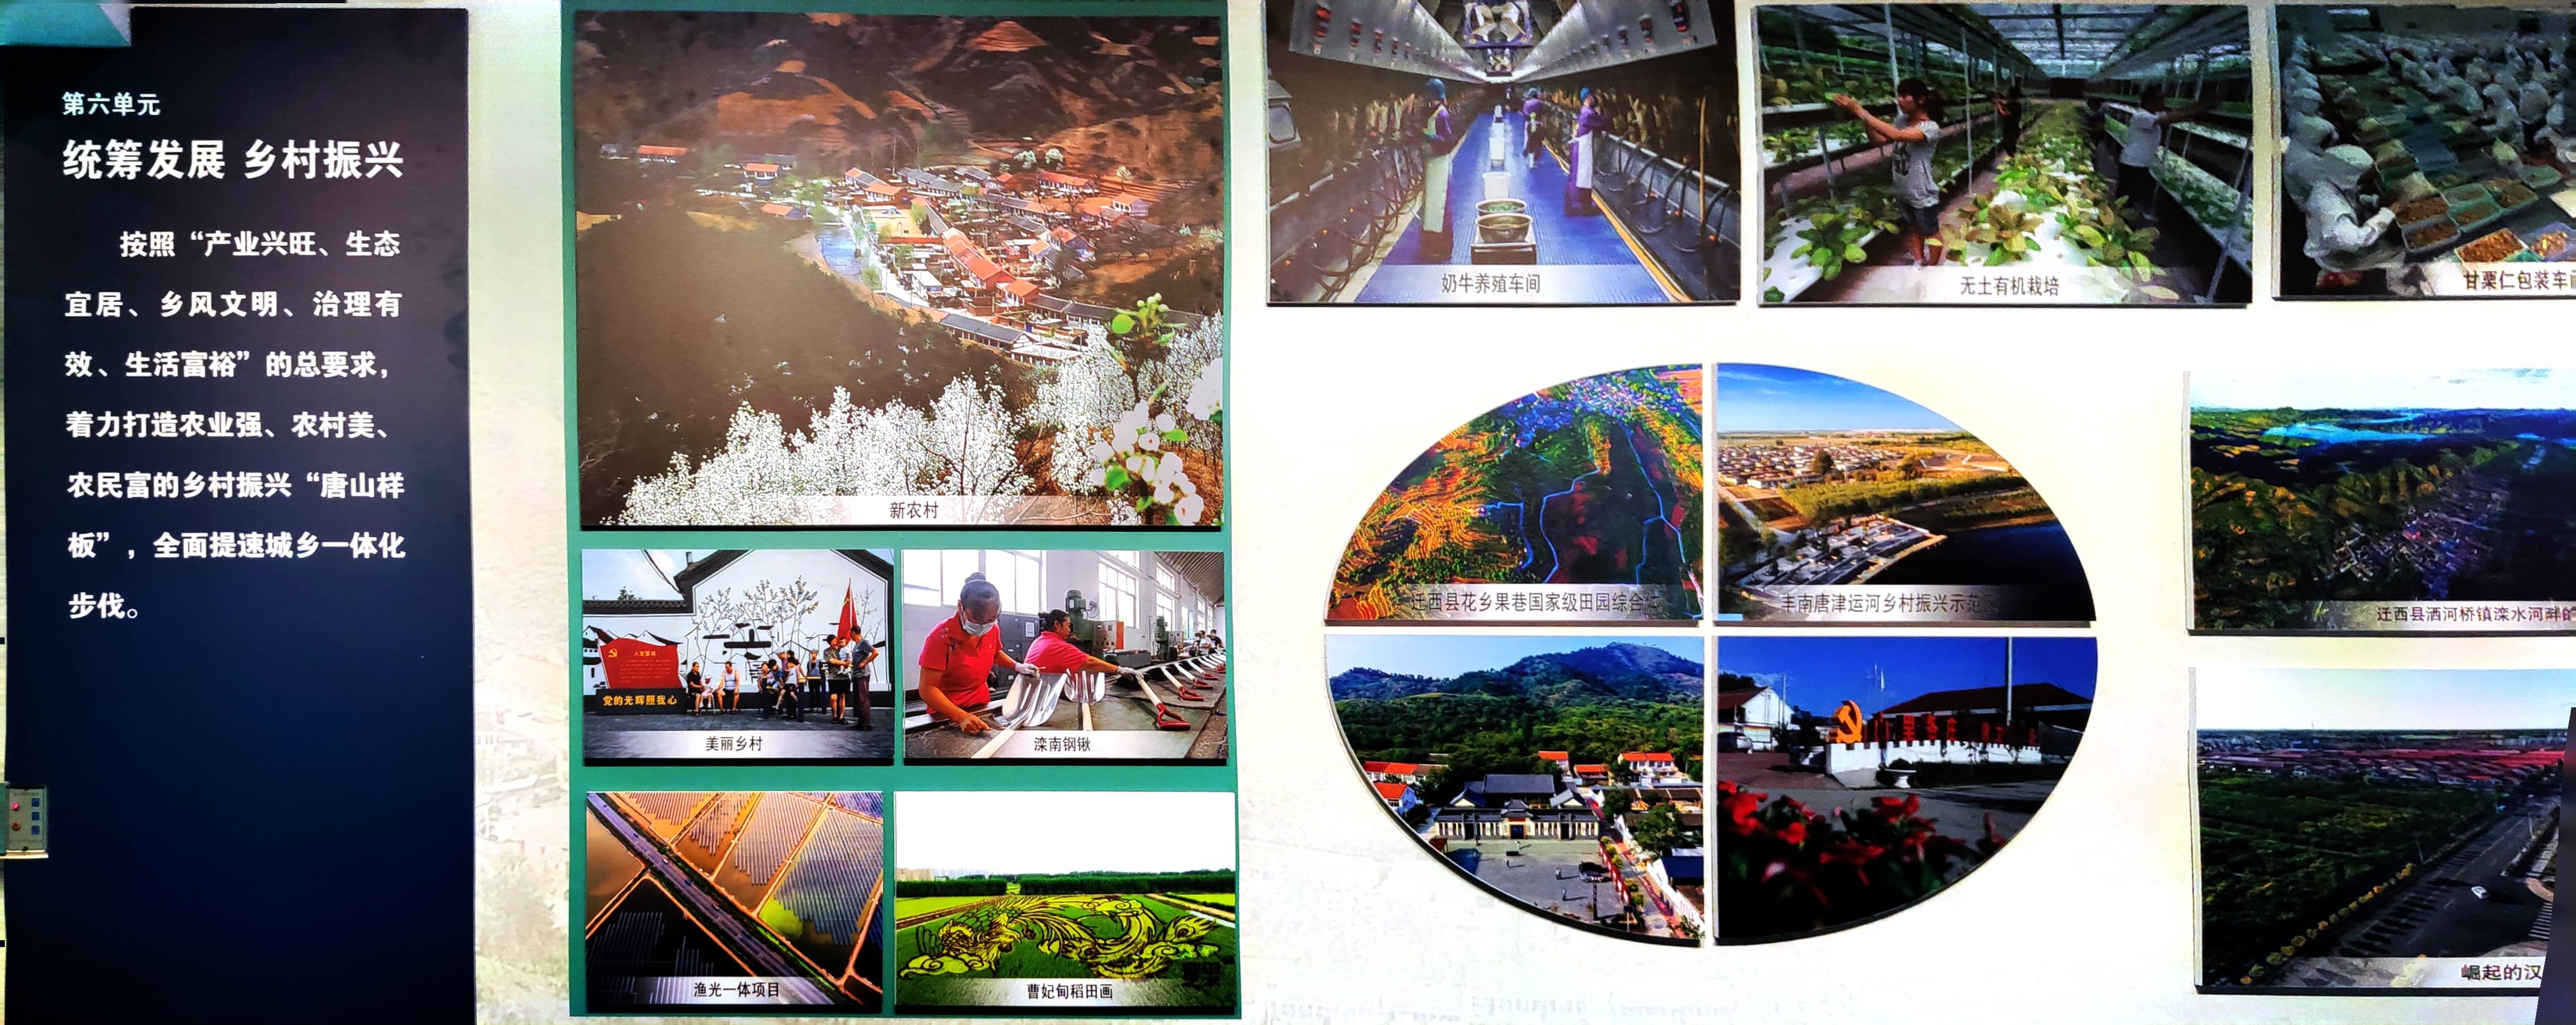 第六单元
统筹发展 乡村振兴
按照“产业兴旺、生态
宜居、乡风文明、治理有
效、生活富裕”的总要求，
着力打造农业强、农村美、
农民富的乡村振兴“唐山样
板”，全面提速城乡一体化
步伐。
新农村
党的光辉照我心
美丽乡村
滦南钢锹
渔光一体项目
曹妃甸稻田画
奶牛养殖车间
无土有机栽培
甘栗仁包装车间
迁西县花乡果巷国家级田园综合体
丰南唐津运河乡村振兴示范
迁西县洒河桥镇滦水河畔的
崛起的汉